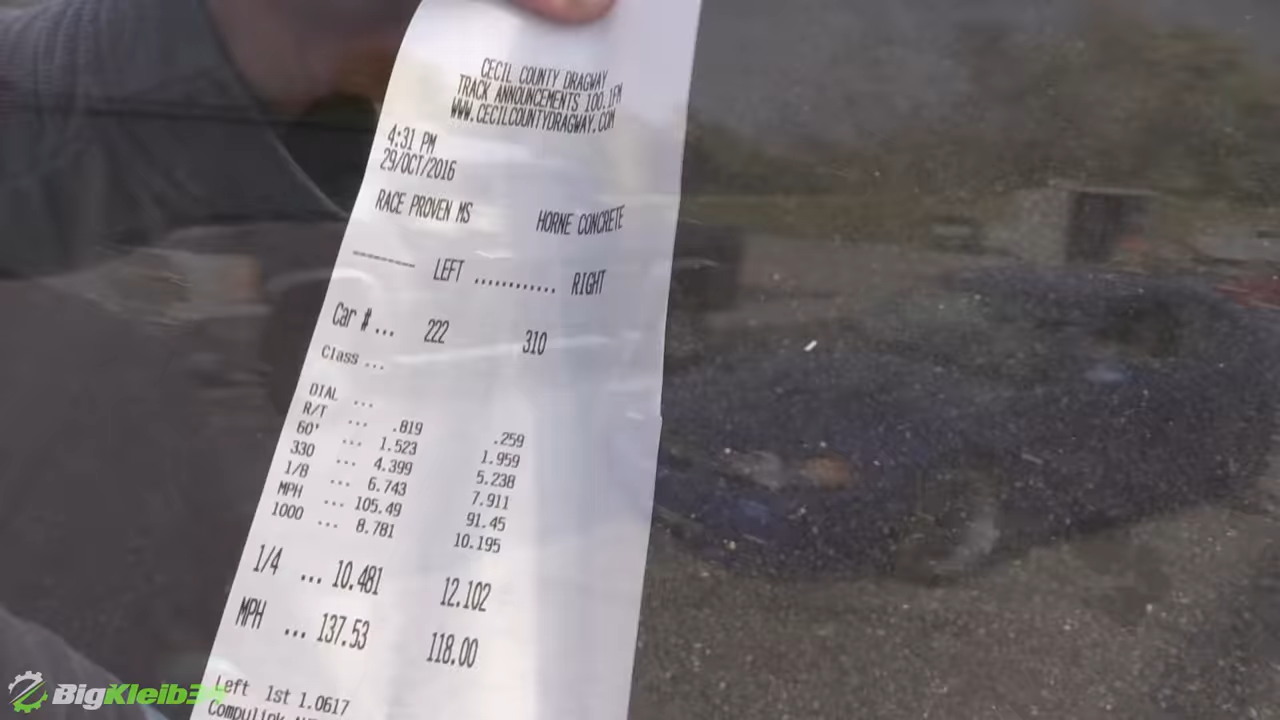 CECIL COUNTY DRAGWAY
TRACK ANNOUNCEMENTS 100.1FM
WWW.CECILCOUNTYDRAGWAY.COM
4:31 PM
29/OCT/2016
RACE PROVEN MS HORNE CONCRETE
---------- LEFT ............ RIGHT
Car #... 222 310
Class ...
DIAL ...
R/T ... .819 .259
60' ... 1.523 1.959
330 ... 4.399 5.238
1/8 ... 6.743 7.911
MPH ... 105.49 91.45
1000 ... 8.781 10.195
1/4 ... 10.481 12.102
MPH ... 137.53 118.00
Left 1st 1.0617
Compulink
BigKleib34